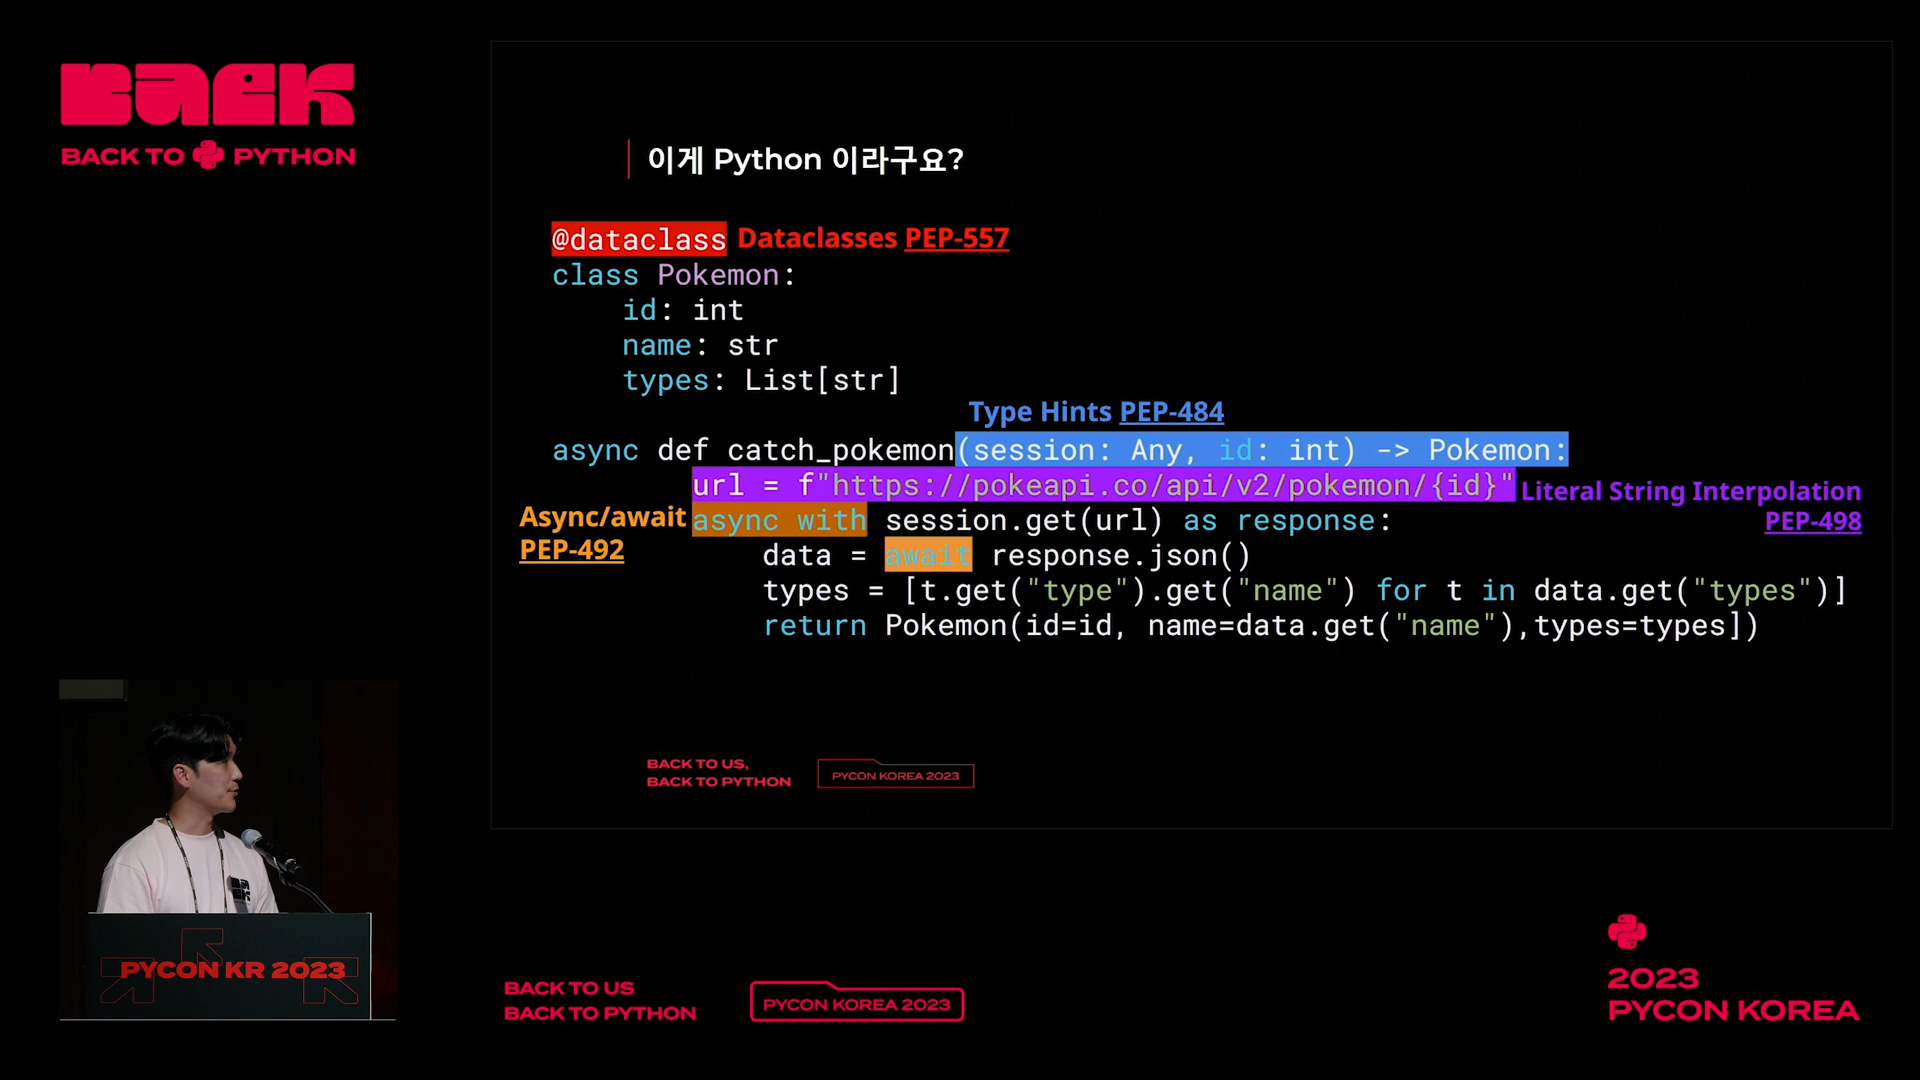 BACK
BACK TO PYTHON
이게 Python 이라구요?
@dataclass Dataclasses PEP-557
class Pokemon:
id: int
name: str
types: List[str]
Type Hints PEP-484
async def catch_pokemon(session: Any, id: int) -> Pokemon:
url = f"https://pokeapi.co/api/v2/pokemon/{id}"
Literal String Interpolation
PEP-498
Async/await
PEP-492
async with session.get(url) as response:
data = await response.json()
types = [t.get("type").get("name") for t in data.get("types")]
return Pokemon(id=id, name=data.get("name"),types=types])
BACK TO US,
BACK TO PYTHON
PYCON KOREA 2023
PYCON KR 2023
BACK TO US
BACK TO PYTHON
PYCON KOREA 2023
2023
PYCON KOREA